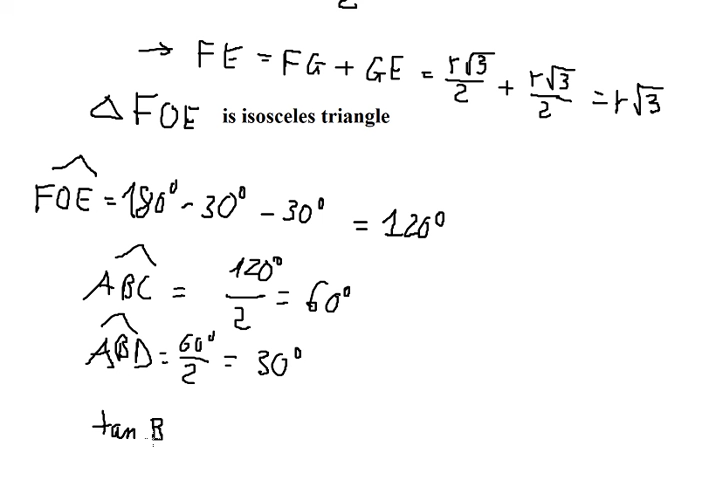 2
→ FE = FG + GE = r√3/2 + r√3/2 = r√3
△ FOE is isosceles triangle
FOE = 180° - 30° - 30° = 120°
ABC = 120°/2 = 60°
ABD = 60°/2 = 30°
tan B